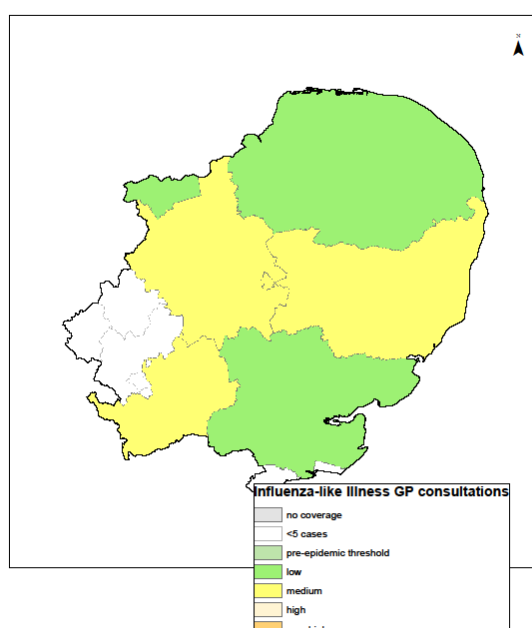 N
Influenza-like Illness GP consultations
no coverage
<5 cases
pre-epidemic threshold
low
medium
high